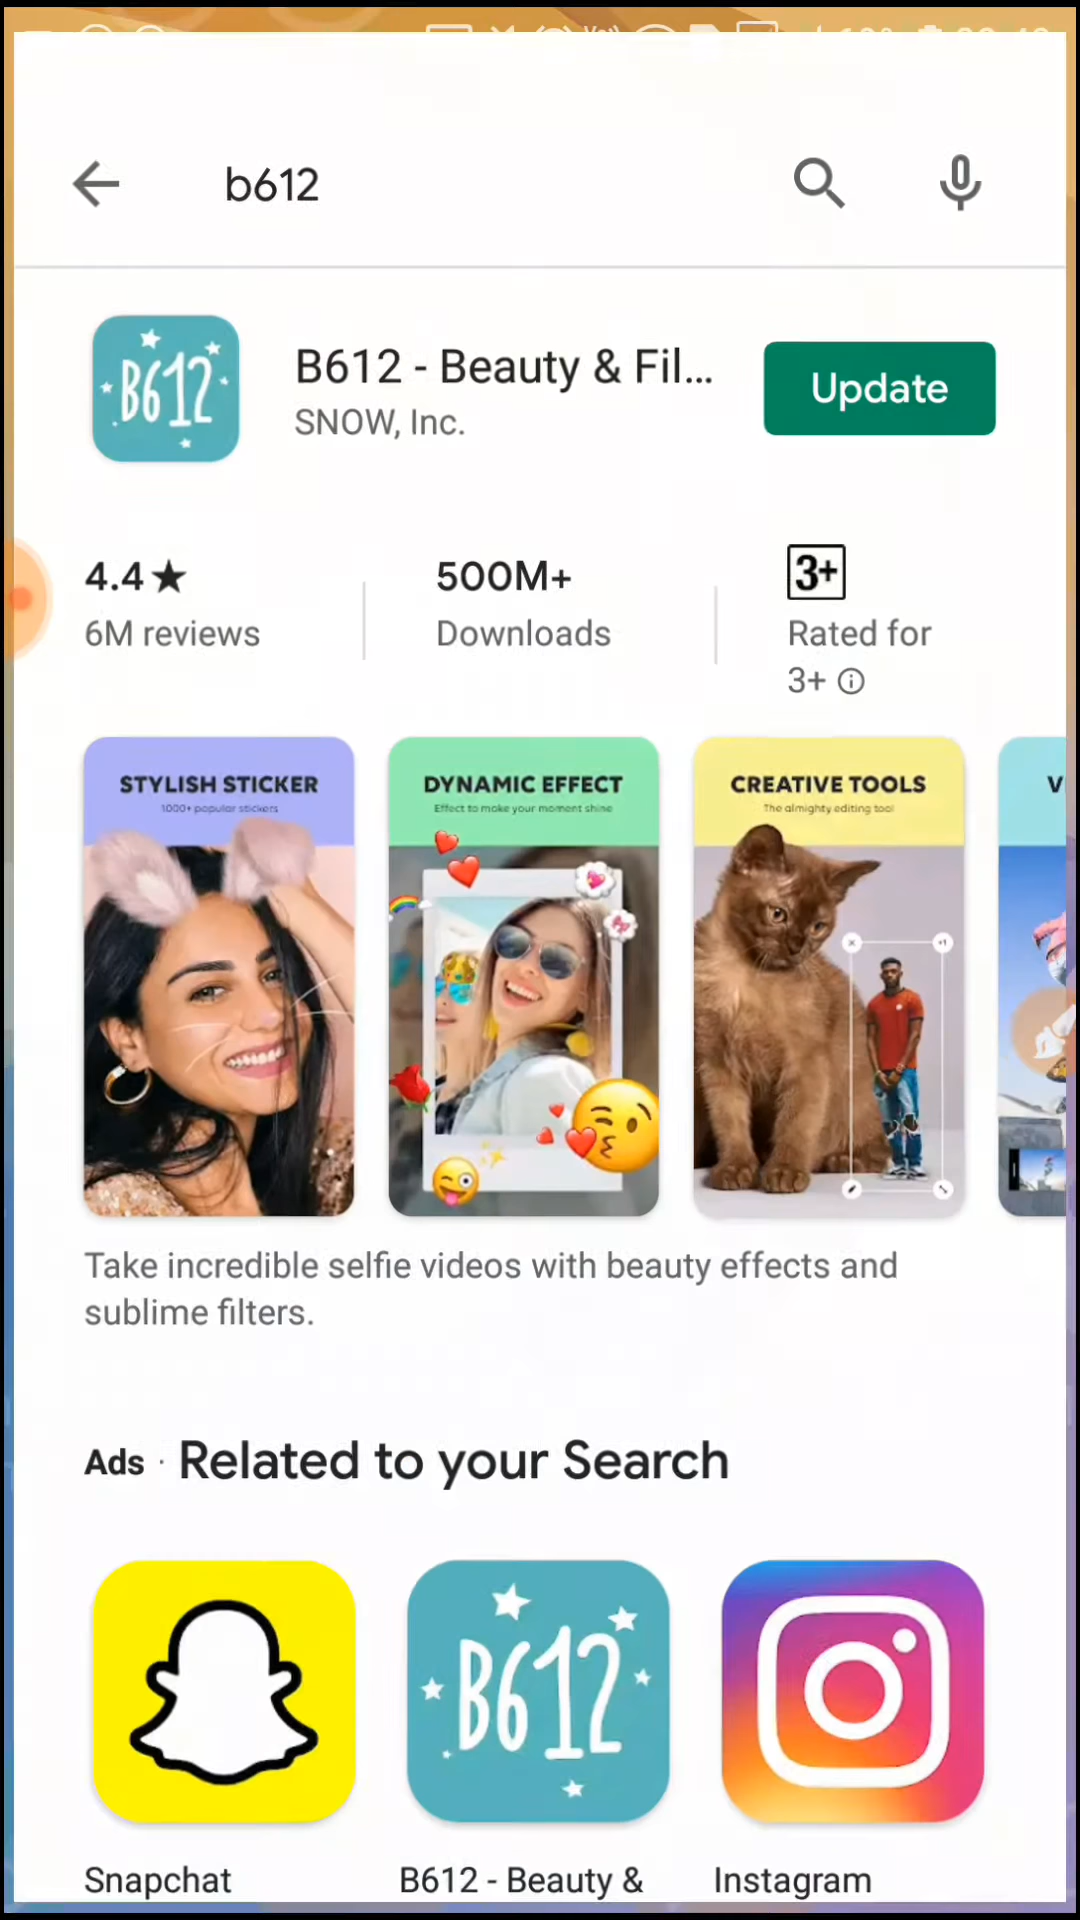 b612
B612
B612 - Beauty & Fil...
SNOW, Inc.
Update
4.4★
6M reviews
500M+
Downloads
3+
Rated for
3+
STYLISH STICKER
1000+ popular stickers
DYNAMIC EFFECT
Effect to make your moment shine
CREATIVE TOOLS
The almighty editing tool
Take incredible selfie videos with beauty effects and
sublime filters.
Ads · Related to your Search
B612
Snapchat
B612 - Beauty &
Instagram